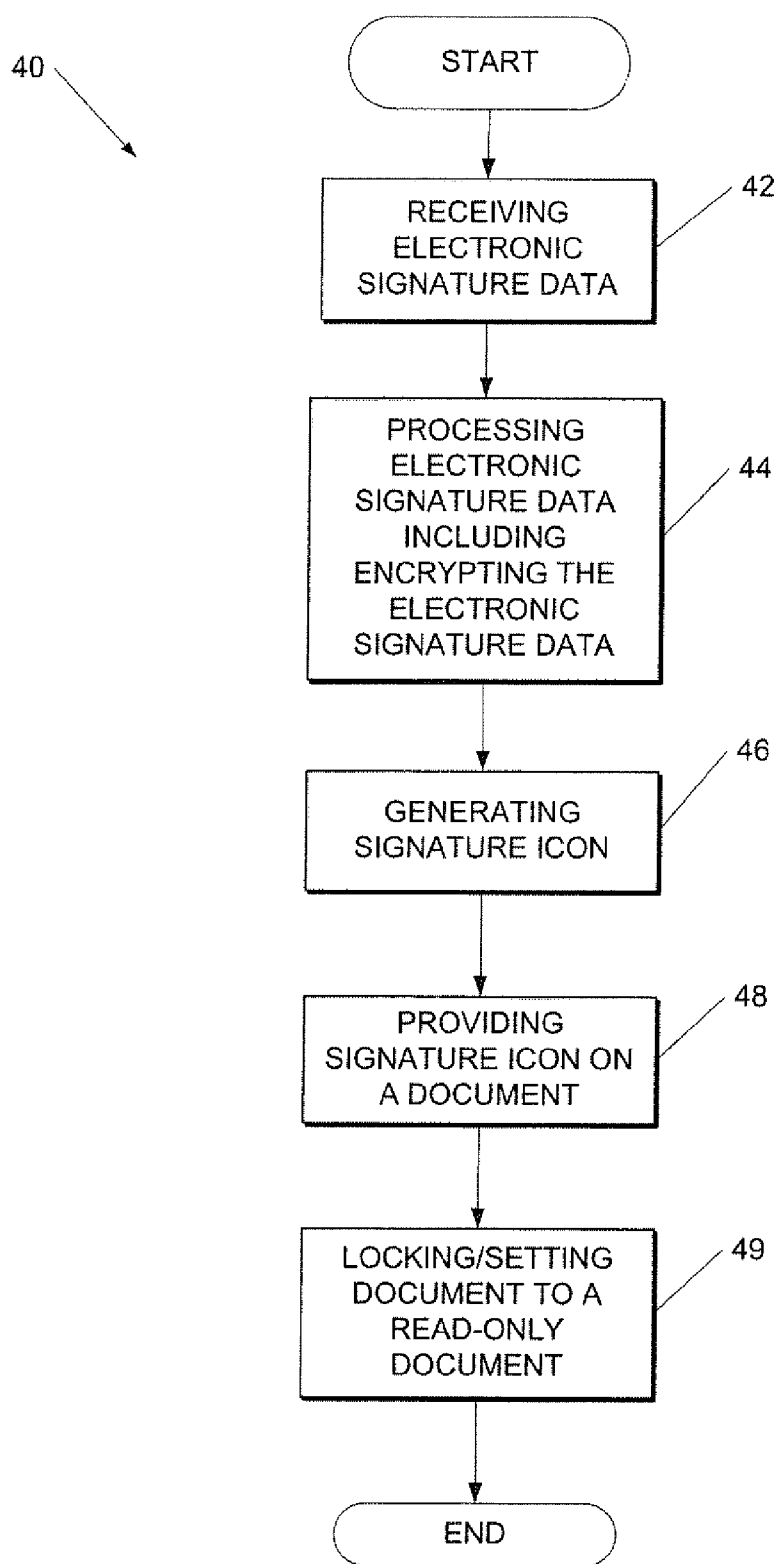 40
START
42
RECEIVING
ELECTRONIC
SIGNATURE DATA
44
PROCESSING
ELECTRONIC
SIGNATURE DATA
INCLUDING
ENCRYPTING THE
ELECTRONIC
SIGNATURE DATA
46
GENERATING
SIGNATURE ICON
48
PROVIDING
SIGNATURE ICON ON
A DOCUMENT
49
LOCKING/SETTING
DOCUMENT TO A
READ-ONLY
DOCUMENT
END